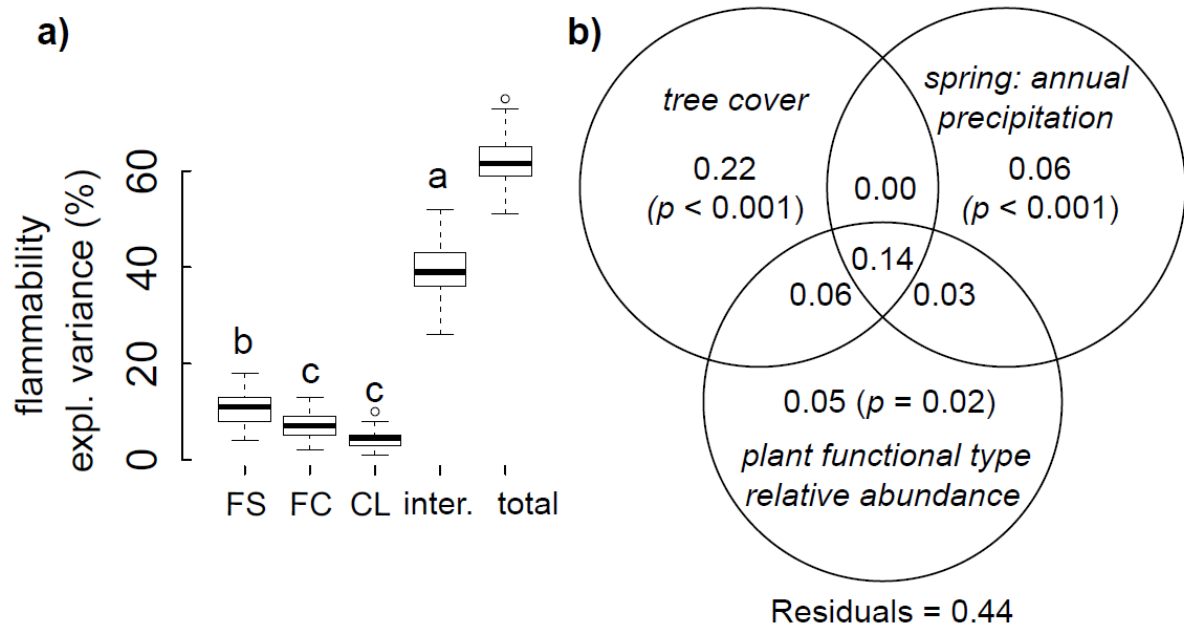 a)
flammability
expl. variance (%)
0
20
40
60
b
c
c
a
FS FC CL inter. total
b)
tree cover
spring: annual
precipitation
0.22
(p < 0.001)
0.00
0.06
(p < 0.001)
0.14
0.06
0.03
0.05 (p = 0.02)
plant functional type
relative abundance
Residuals = 0.44